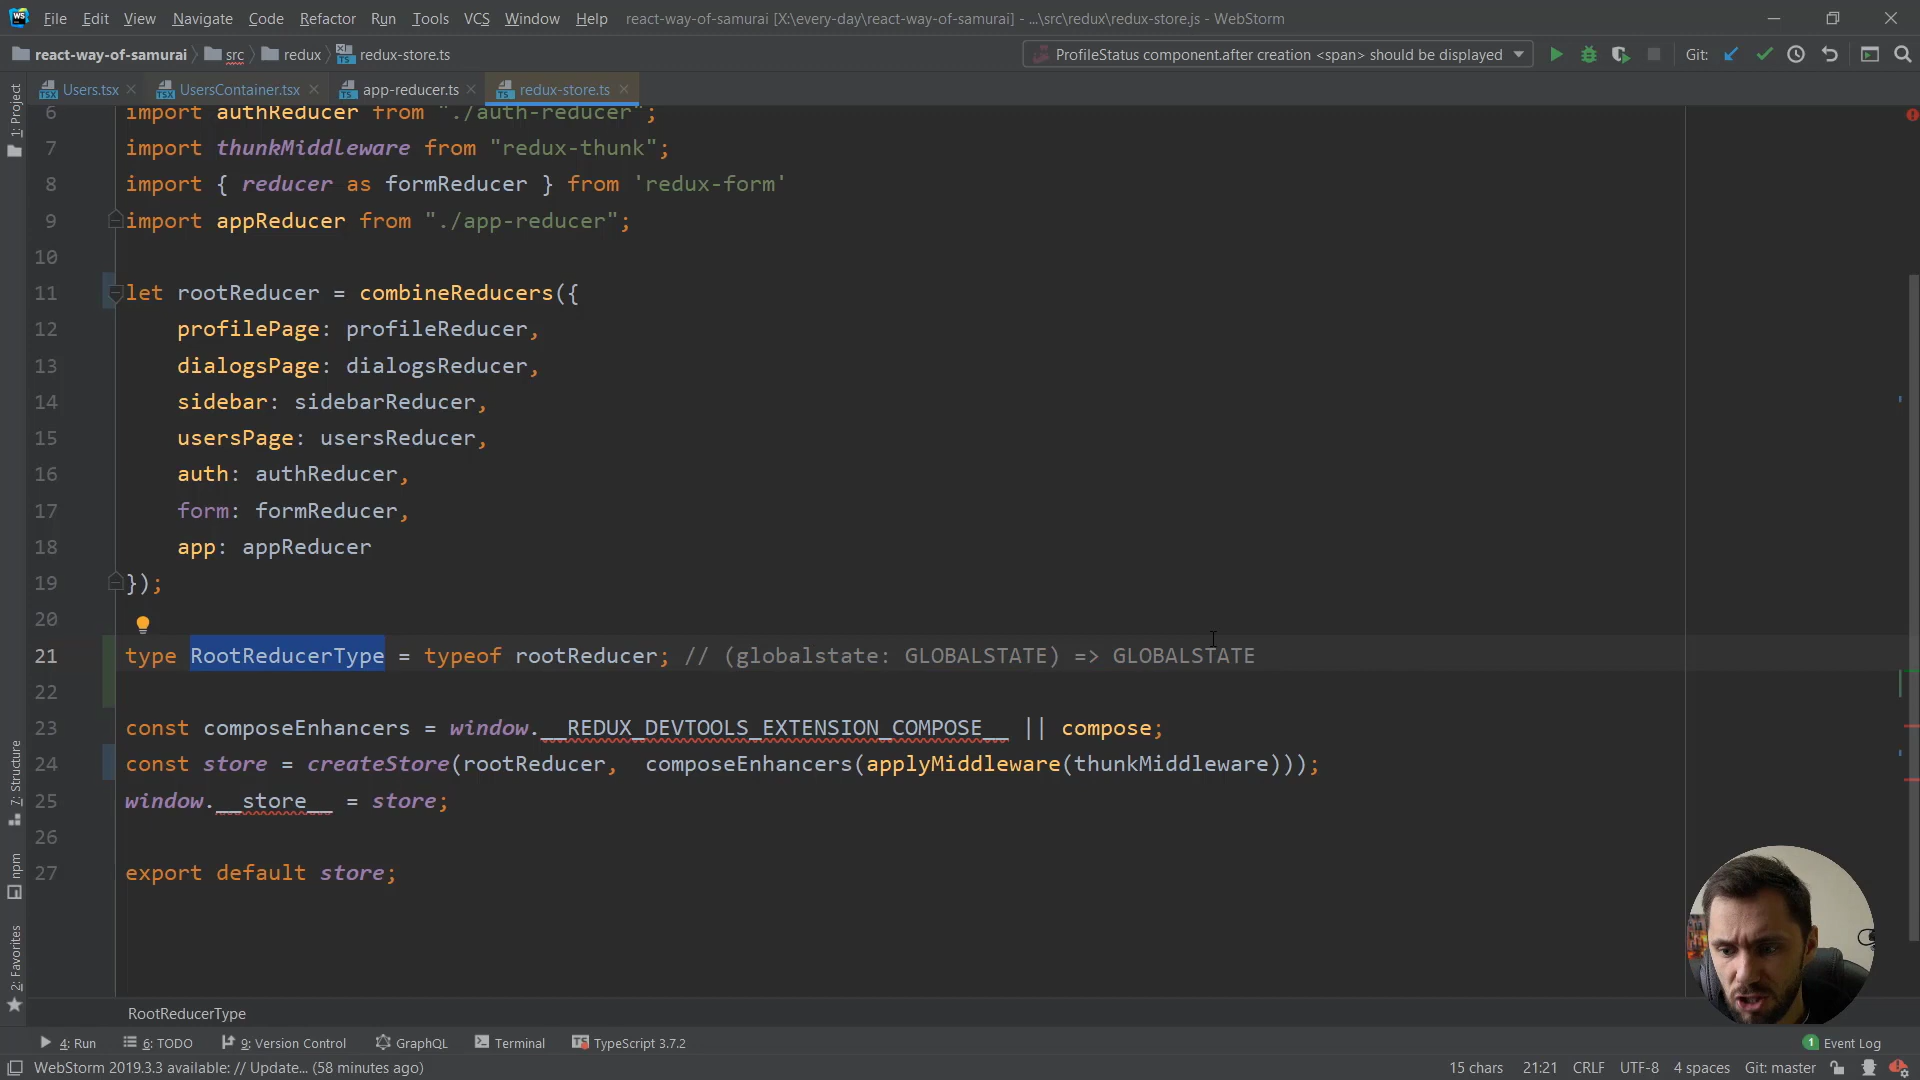 File Edit View Navigate Code Refactor Run Tools VCS Window Help react-way-of-samurai [X:\every-day\react-way-of-samurai] - ...\src\redux\redux-store.js - WebStorm
react-way-of-samurai src redux redux-store.ts ProfileStatus component.after creation <span> should be displayed Git:
Users.tsx UsersContainer.tsx app-reducer.ts redux-store.ts
1: Project
7: Structure
npm
2: Favorites
6 import authReducer from "./auth-reducer";
7 import thunkMiddleware from "redux-thunk";
8 import { reducer as formReducer } from 'redux-form'
9 import appReducer from "./app-reducer";
10
11 let rootReducer = combineReducers({
12 profilePage: profileReducer,
13 dialogsPage: dialogsReducer,
14 sidebar: sidebarReducer,
15 usersPage: usersReducer,
16 auth: authReducer,
17 form: formReducer,
18 app: appReducer
19 });
20
21 type RootReducerType = typeof rootReducer; // (globalstate: GLOBALSTATE) => GLOBALSTATE
22
23 const composeEnhancers = window.__REDUX_DEVTOOLS_EXTENSION_COMPOSE__ || compose;
24 const store = createStore(rootReducer,  composeEnhancers(applyMiddleware(thunkMiddleware)));
25 window.__store__ = store;
26
27 export default store;
RootReducerType
4: Run 6: TODO 9: Version Control GraphQL Terminal TypeScript 3.7.2 1 Event Log
WebStorm 2019.3.3 available: // Update... (58 minutes ago) 15 chars 21:21 CRLF UTF-8 4 spaces Git: master